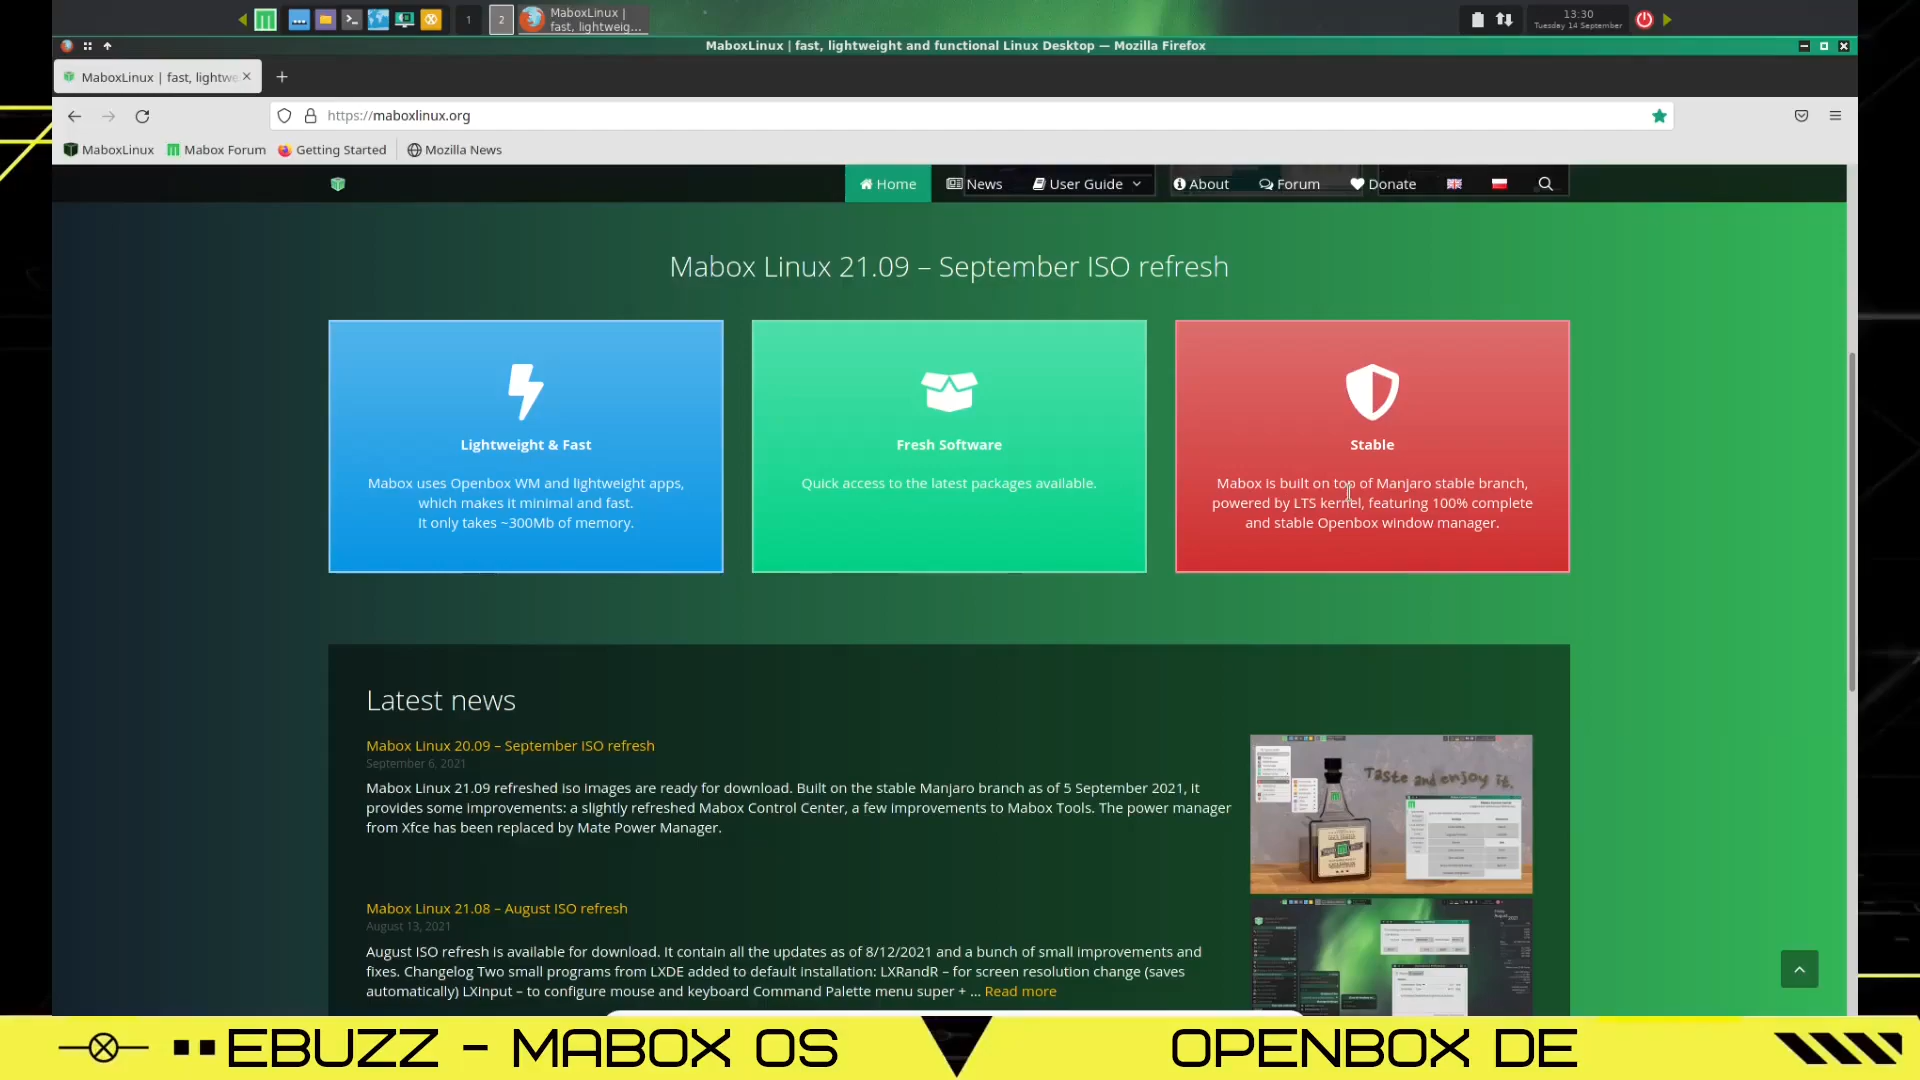 1
2
MaboxLinux |
fast, lightweig...
13:30
Tuesday 14 September
MaboxLinux | fast, lightweight and functional Linux Desktop — Mozilla Firefox
MaboxLinux | fast, lightwe
https://maboxlinux.org
MaboxLinux
Mabox Forum
Getting Started
Mozilla News
Home
News
User Guide
About
Forum
Donate
Mabox Linux 21.09 – September ISO refresh
Lightweight & Fast
Mabox uses Openbox WM and lightweight apps,
which makes it minimal and fast.
It only takes ~300Mb of memory.
Fresh Software
Quick access to the latest packages available.
Stable
Mabox is built on top of Manjaro stable branch,
powered by LTS kernel, featuring 100% complete
and stable Openbox window manager.
Latest news
Mabox Linux 20.09 – September ISO refresh
September 6, 2021
Mabox Linux 21.09 refreshed iso images are ready for download. Built on the stable Manjaro branch as of 5 September 2021, it
provides some improvements: a slightly refreshed Mabox Control Center, a few improvements to Mabox Tools. The power manager
from Xfce has been replaced by Mate Power Manager.
Taste and enjoy it,
Mabox Linux 21.08 – August ISO refresh
August 13, 2021
August ISO refresh is available for download. It contain all the updates as of 8/12/2021 and a bunch of small improvements and
fixes. Changelog Two small programs from LXDE added to default installation: LXRandR – for screen resolution change (saves
automatically) LXInput – to configure mouse and keyboard Command Palette menu super + ... Read more
EBUZZ - MABOX OS
OPENBOX DE